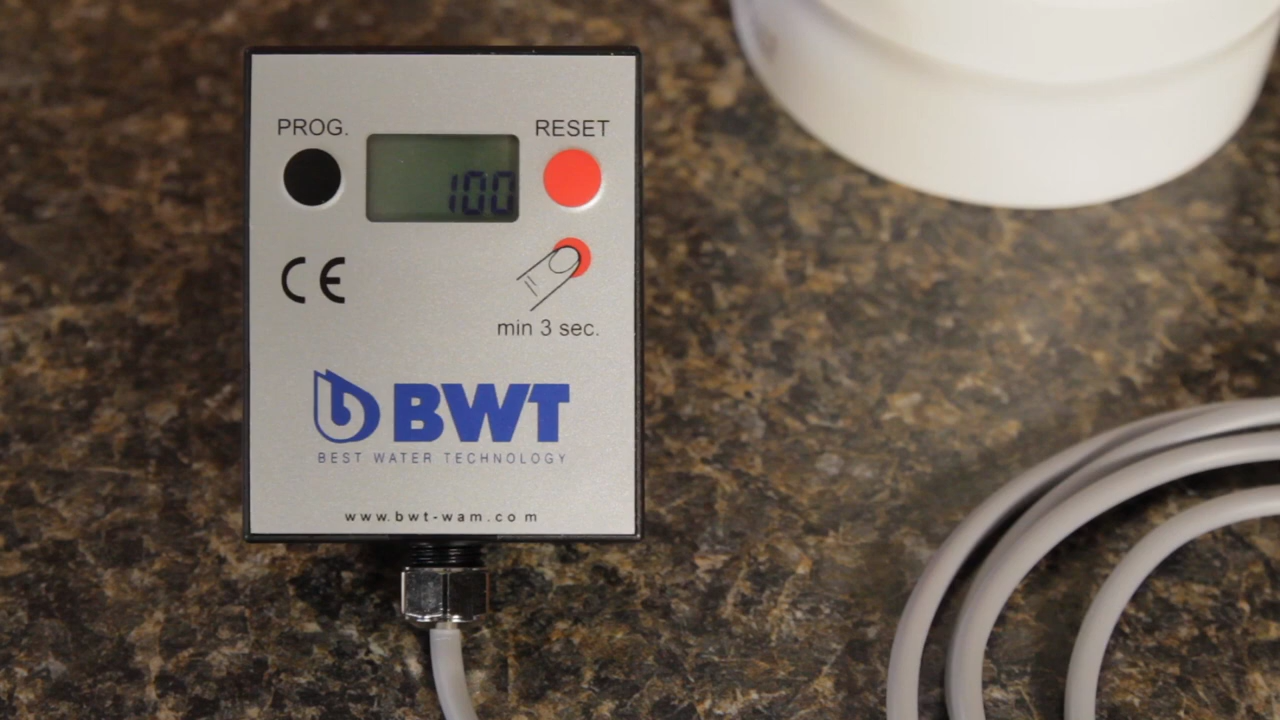 PROG.
RESET
100
CE
min 3 sec.
BWT
BEST WATER TECHNOLOGY
www.bwt-wam.com